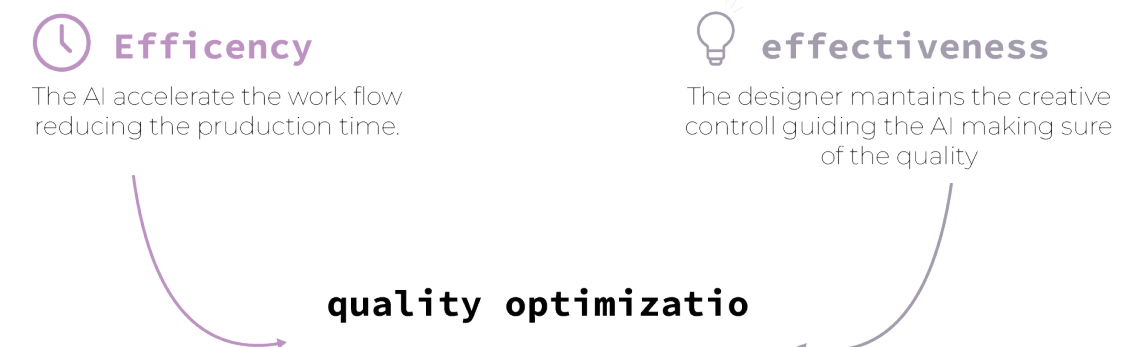 Efficency
The AI accelerate the work flow
reducing the pruduction time.
effectiveness
The designer mantains the creative
controll guiding the AI making sure
of the quality
quality optimizatio